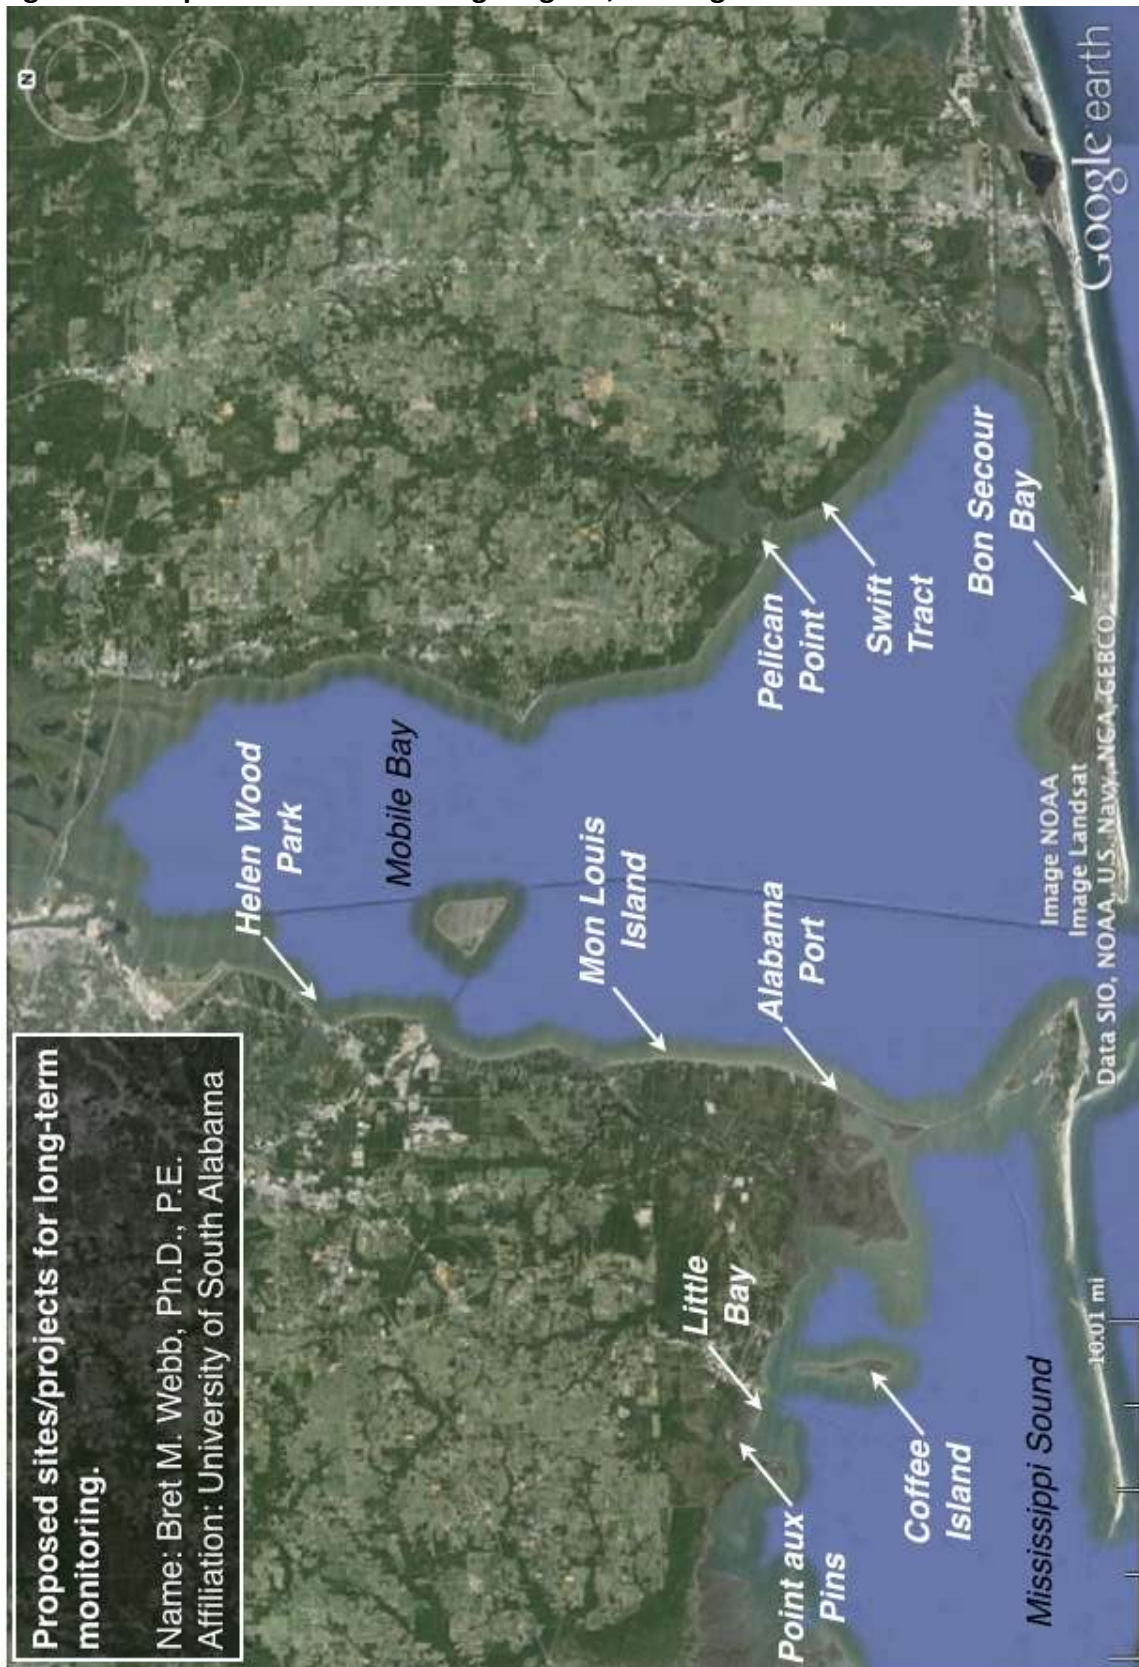 Proposed sites/projects for long-term
monitoring.
Name: Bret M. Webb, Ph.D., P.E.
Affiliation: University of South Alabama
N
Helen Wood
Park
Mobile Bay
Mon Louis
Island
Alabama
Port
Pelican
Point
Swift
Tract
Bon Secour
Bay
Little
Bay
Point aux
Pins
Coffee
Island
Mississippi Sound
10.01 mi
Image NOAA
Image Landsat
Data SIO, NOAA, U.S. Navy, NGA, GEBCO
Google earth